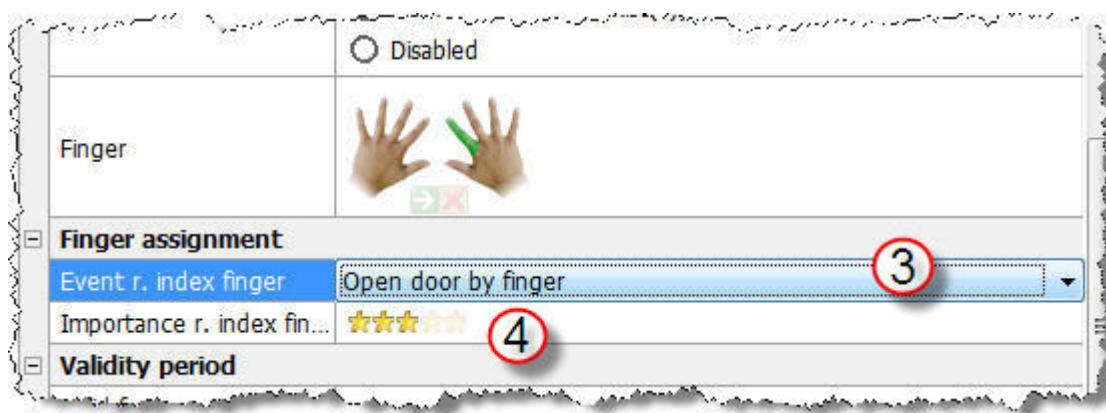 Disabled
Finger
Finger assignment
Event r. index finger Open door by finger
3
Importance r. index fin...
4
Validity period